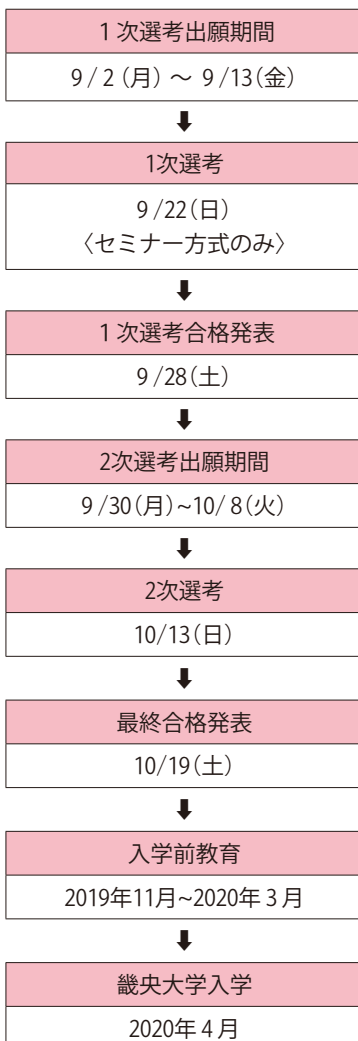 1次選考出願期間
9/2(月)〜9/13(金)
1次選考
9/22(日)
〈セミナー方式のみ〉
1次選考合格発表
9/28(土)
2次選考出願期間
9/30(月)~10/8(火)
2次選考
10/13(日)
最終合格発表
10/19(土)
入学前教育
2019年11月~2020年3月
畿央大学入学
2020年4月